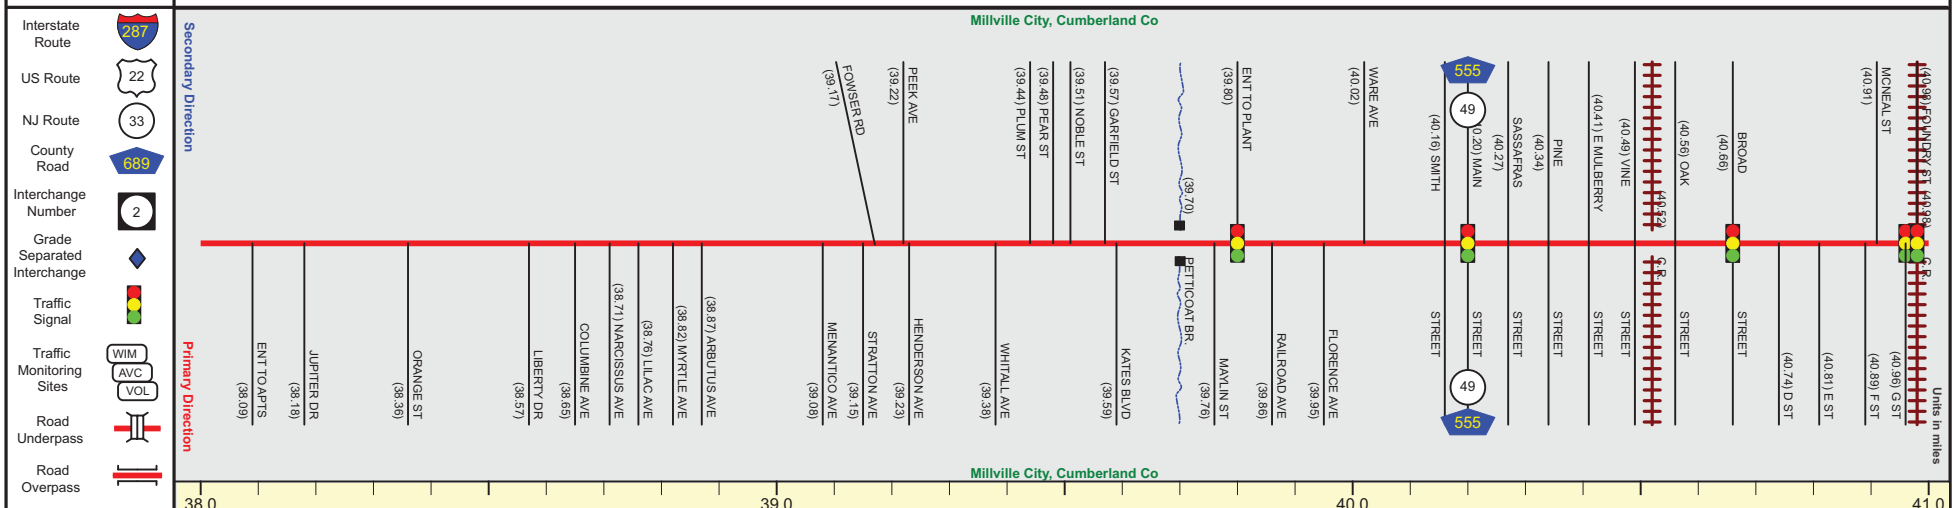 Interstate
Route
287
US Route
22
NJ Route
33
County
Road
689
Interchange
Number
2
Grade
Separated
Interchange
Traffic
Signal
Traffic
Monitoring
Sites
WIM
AVC
VOL
Road
Underpass
Road
Overpass
Secondary Direction
Primary Direction
Millville City, Cumberland Co
FOWSER RD
(39.17)
PEEK AVE
(39.22)
(39.44) PLUM ST
(39.48) PEAR ST
(39.51) NOBLE ST
(39.57) GARFIELD ST
(39.70)
ENT TO PLANT
(39.80)
WARE AVE
(40.02)
(40.16) SMITH
555
49
MAIN
SASSAFRAS
(40.27)
PINE
(40.34)
(40.41) E MULBERRY
(40.49) VINE
(40.52)
(40.56) OAK
BROAD
(40.66)
MCNEAL ST
(40.91)
FOUNDRY ST (40.98)
ENT TO APTS
(38.09)
JUPITER DR
(38.18)
ORANGE ST
(38.36)
LIBERTY DR
(38.57)
COLUMBINE AVE
(38.65)
(38.71) NARCISSUS AVE
(38.76) LILAC AVE
(38.82) MYRTLE AVE
(38.87) ARBUTUS AVE
MENANTICO AVE
(39.08)
STRATTON AVE
(39.15)
HENDERSON AVE
(39.23)
WHITALL AVE
(39.38)
KATES BLVD
(39.59)
PETTICOAT BR.
MAYLIN ST
(39.76)
RAILROAD AVE
(39.86)
FLORENCE AVE
(39.95)
STREET
49
555
STREET
STREET
STREET
STREET
STREET
C.R.
STREET
STREET
(40.74) D ST
(40.81) E ST
(40.89) F ST
(40.96) G ST
C.R.
Units in miles
Millville City, Cumberland Co
38.0
39.0
40.0
41.0